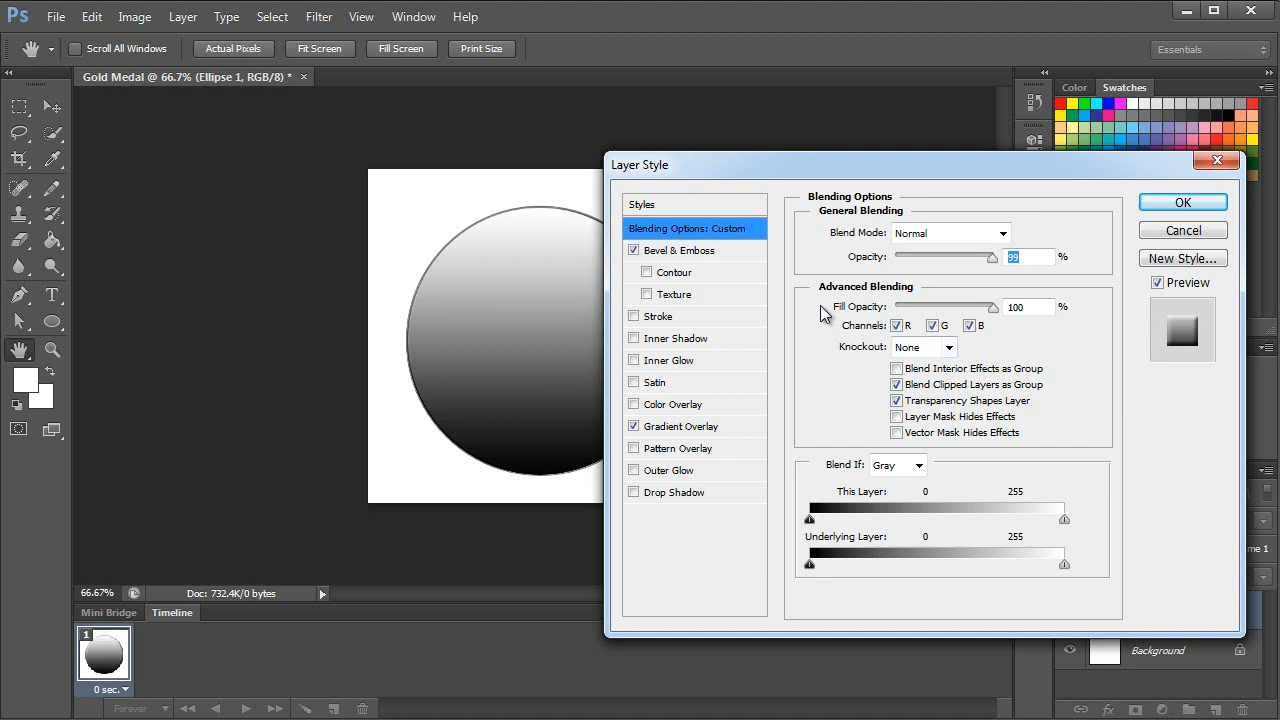 Ps File Edit Image Layer Type Select Filter View Window Help
Scroll All Windows Actual Pixels Fit Screen Fill Screen Print Size Essentials
Gold Medal @ 66.7% (Ellipse 1, RGB/8) * ×
Color Swatches
Layer Style
Styles
Blending Options: Custom
Bevel & Emboss
Contour
Texture
Stroke
Inner Shadow
Inner Glow
Satin
Color Overlay
Gradient Overlay
Pattern Overlay
Outer Glow
Drop Shadow
Blending Options
General Blending
Blend Mode: Normal
Opacity: 99 %
Advanced Blending
Fill Opacity: 100 %
Channels: R G B
Knockout: None
Blend Interior Effects as Group
Blend Clipped Layers as Group
Transparency Shapes Layer
Layer Mask Hides Effects
Vector Mask Hides Effects
Blend If: Gray
This Layer: 0 255
Underlying Layer: 0 255
OK
Cancel
New Style...
Preview
me 1
66.67% Doc: 732.4K/0 bytes
Mini Bridge Timeline
1
0 sec.
Forever
Background
fx